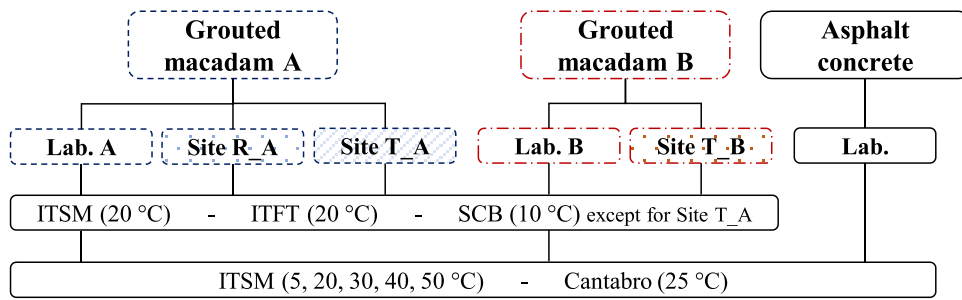 Grouted
macadam A
Grouted
macadam B
Asphalt
concrete
Lab. A
Site R_A
Site T_A
Lab. B
Site T_B
Lab.
ITSM (20 °C) - ITFT (20 °C) - SCB (10 °C) except for Site T_A
ITSM (5, 20, 30, 40, 50 °C) - Cantabro (25 °C)